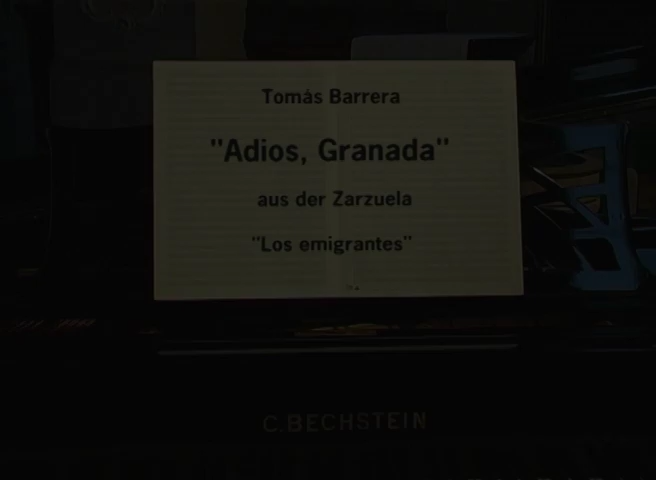 Tomás Barrera
"Adios, Granada"
aus der Zarzuela
"Los emigrantes"
C. BECHSTEIN